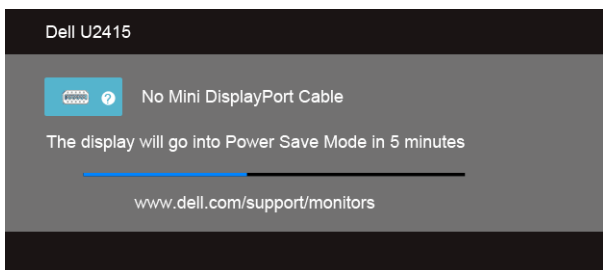 Dell U2415
No Mini DisplayPort Cable
The display will go into Power Save Mode in 5 minutes
www.dell.com/support/monitors